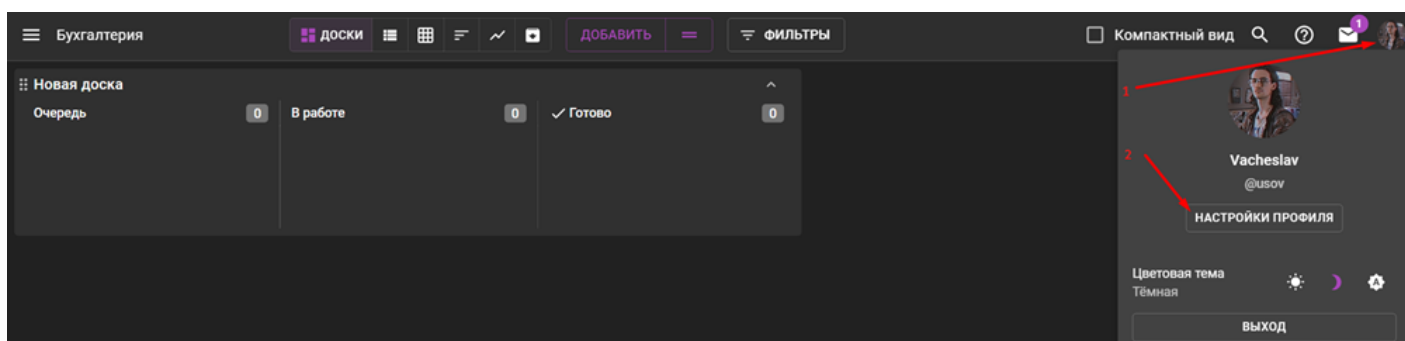 Бухгалтерия
ДОСКИ
ДОБАВИТЬ
ФИЛЬТРЫ
Компактный вид
1
Новая доска
Очередь 0
В работе 0
Готово 0
1
2
Vacheslav
@usov
НАСТРОЙКИ ПРОФИЛЯ
Цветовая тема
Тёмная
A
ВЫХОД